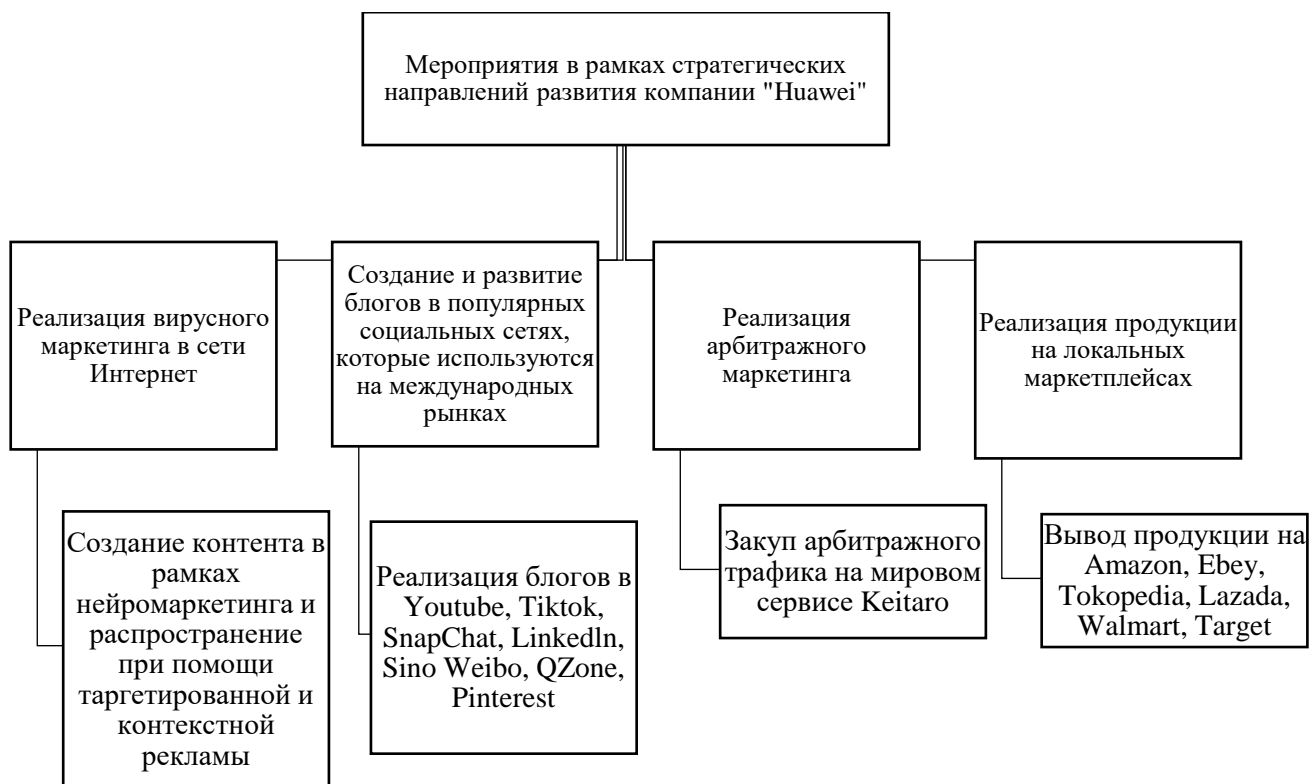 Мероприятия в рамках стратегических
направлений развития компании "Huawei"
Реализация вирусного
маркетинга в сети
Интернет
Создание и развитие
блогов в популярных
социальных сетях,
которые используются
на международных
рынках
Реализация
арбитражного
маркетинга
Реализация продукции
на локальных
маркетплейсах
Создание контента в
рамках
нейромаркетинга и
распространение
при помощи
таргетированной и
контекстной
рекламы
Реализация блогов в
Youtube, Tiktok,
SnapChat, Linkedln,
Sino Weibo, QZone,
Pinterest
Закуп арбитражного
трафика на мировом
сервисе Keitaro
Вывод продукции на
Amazon, Ebey,
Tokopedia, Lazada,
Walmart, Target